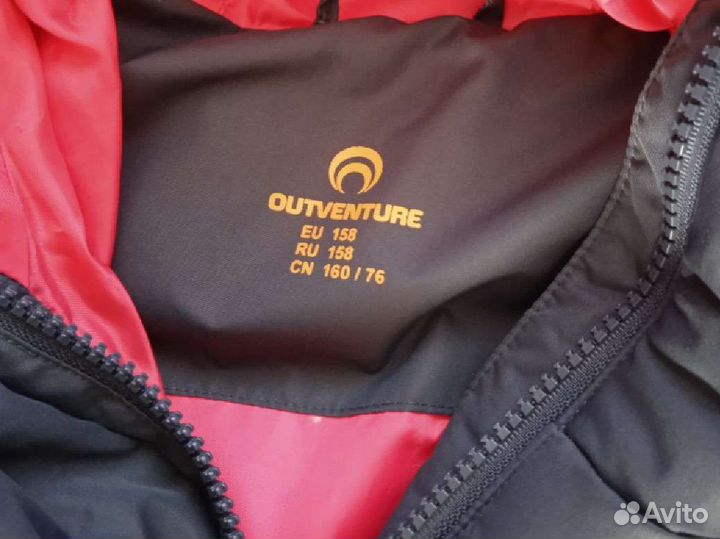 OUTVENTURE
EU 158
RU 158
CN 160 / 76
Avito